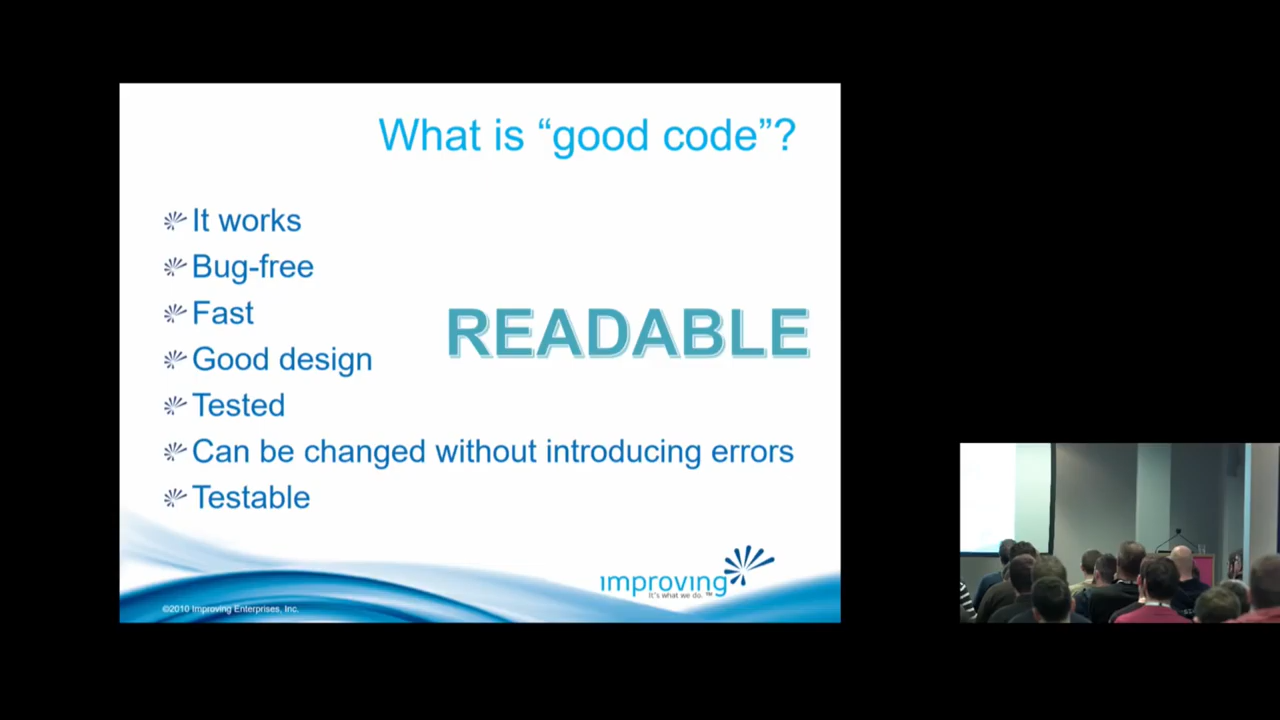 What is “good code”?
It works
Bug-free
Fast
READABLE
Good design
Tested
Can be changed without introducing errors
Testable
improving
It's what we do. ™
©2010 Improving Enterprises, Inc.